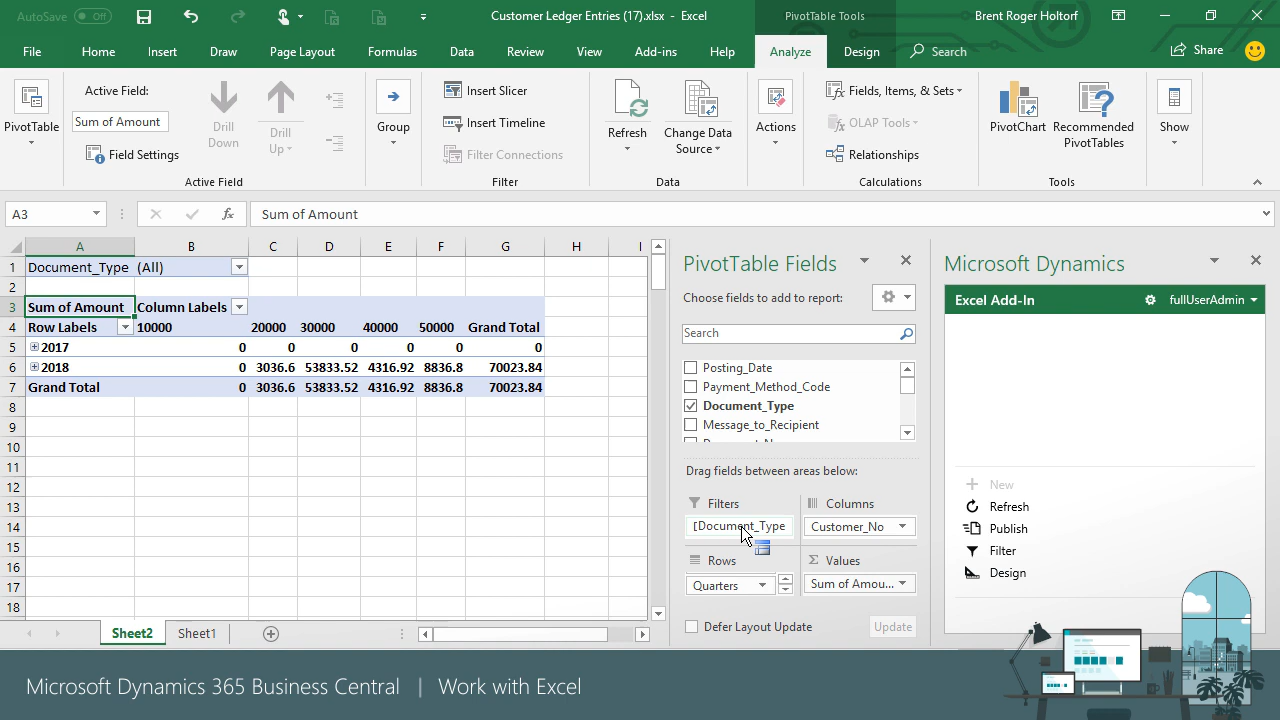 AutoSave Off
Customer Ledger Entries (17).xlsx - Excel
PivotTable Tools
Brent Roger Holtorf
File Home Insert Draw Page Layout Formulas Data Review View Add-ins Help Analyze Design Search Share
PivotTable
Active Field:
Sum of Amount
Field Settings
Drill Down
Drill Up
Active Field
Group
Insert Slicer
Insert Timeline
Filter Connections
Filter
Refresh
Change Data Source
Data
Actions
Fields, Items, & Sets
OLAP Tools
Relationships
Calculations
PivotChart
Recommended PivotTables
Tools
Show
A3 fx Sum of Amount
A B C D E F G H I
1 Document_Type (All)
2
3 Sum of Amount Column Labels
4 Row Labels 10000 20000 30000 40000 50000 Grand Total
5 2017 0 0 0 0 0 0
6 2018 0 3036.6 53833.52 4316.92 8836.8 70023.84
7 Grand Total 0 3036.6 53833.52 4316.92 8836.8 70023.84
8
9
10
11
12
13
14
15
16
17
18
Sheet2 Sheet1
PivotTable Fields
Choose fields to add to report:
Search
Posting_Date
Payment_Method_Code
Document_Type
Message_to_Recipient
Drag fields between areas below:
Filters
Document_Type
Columns
Customer_No
Rows
Quarters
Σ Values
Sum of Amou...
Defer Layout Update
Update
Microsoft Dynamics
Excel Add-In
fullUserAdmin
New
Refresh
Publish
Filter
Design
Microsoft Dynamics 365 Business Central | Work with Excel